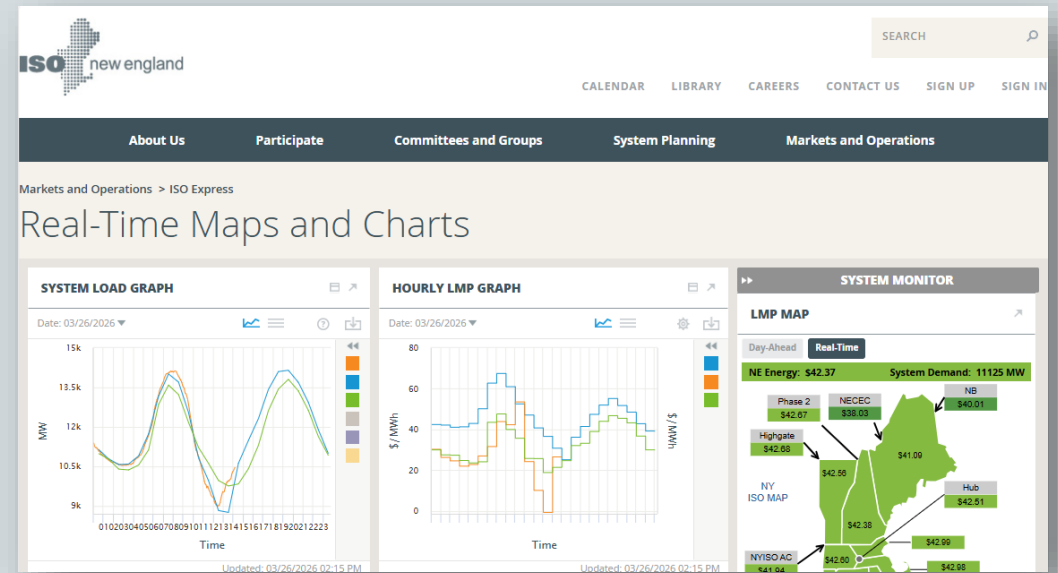 ISO new england
SEARCH
CALENDAR LIBRARY CAREERS CONTACT US SIGN UP SIGN IN
About Us Participate Committees and Groups System Planning Markets and Operations
Markets and Operations > ISO Express
Real-Time Maps and Charts
SYSTEM LOAD GRAPH
Date: 03/26/2026
15k
13.5k
12k
10.5k
9k
MW
01020304050607080910111213141516171819202122 23
Time
Updated: 03/26/2026 02:15 PM
HOURLY LMP GRAPH
Date: 03/26/2026
80
60
40
20
0
$/MWh
$/MWh
Time
Updated: 03/26/2026 02:15 PM
SYSTEM MONITOR
LMP MAP
Day-Ahead Real-Time
NE Energy: $42.37 System Demand: 11125 MW
Phase 2
$42.67
NECEC
$38.03
NB
$40.01
Highgate
$42.68
$41.09
$42.56
NY
ISO MAP
Hub
$42.51
$42.38
$42.99
NYISO AC
$41.94
$42.60
$42.98